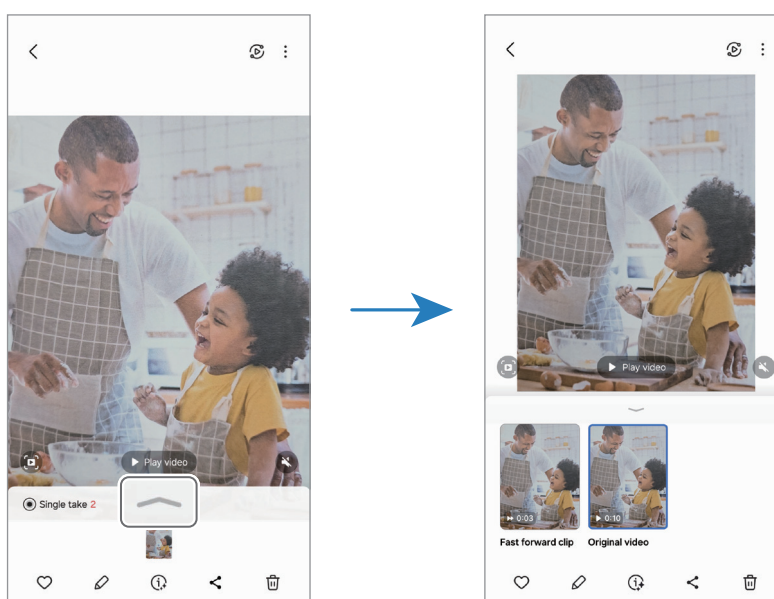 Play video
Single take 2
Play video
0:03
0:10
Fast forward clip
Original video